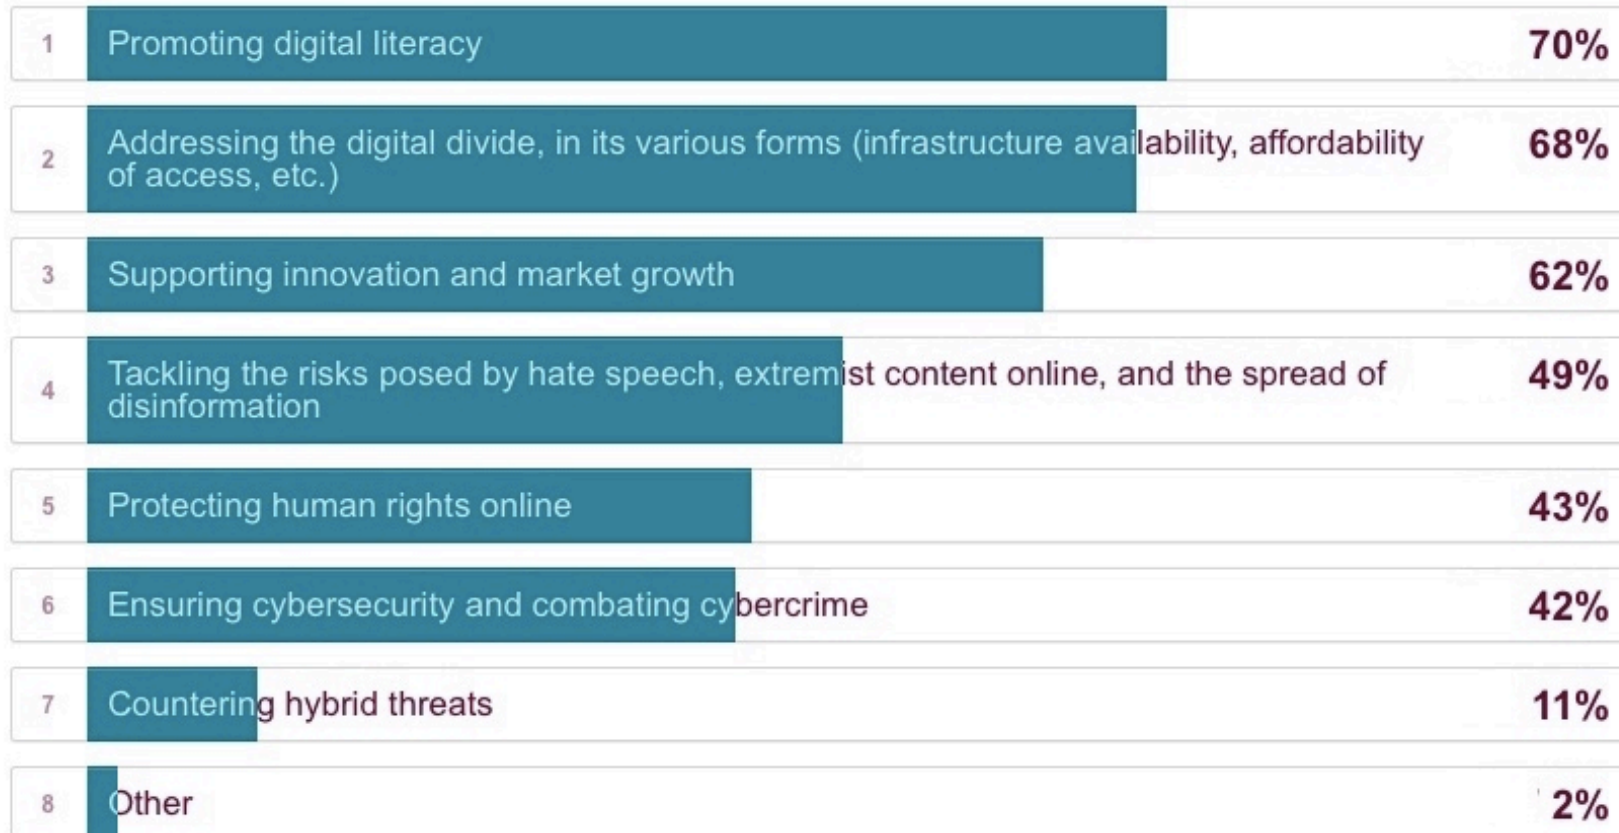 1 Promoting digital literacy 70%
2 Addressing the digital divide, in its various forms (infrastructure availability, affordability 68%
of access, etc.)
3 Supporting innovation and market growth 62%
4 Tackling the risks posed by hate speech, extremist content online, and the spread of 49%
disinformation
5 Protecting human rights online 43%
6 Ensuring cybersecurity and combating cybercrime 42%
7 Countering hybrid threats 11%
8 Other 2%